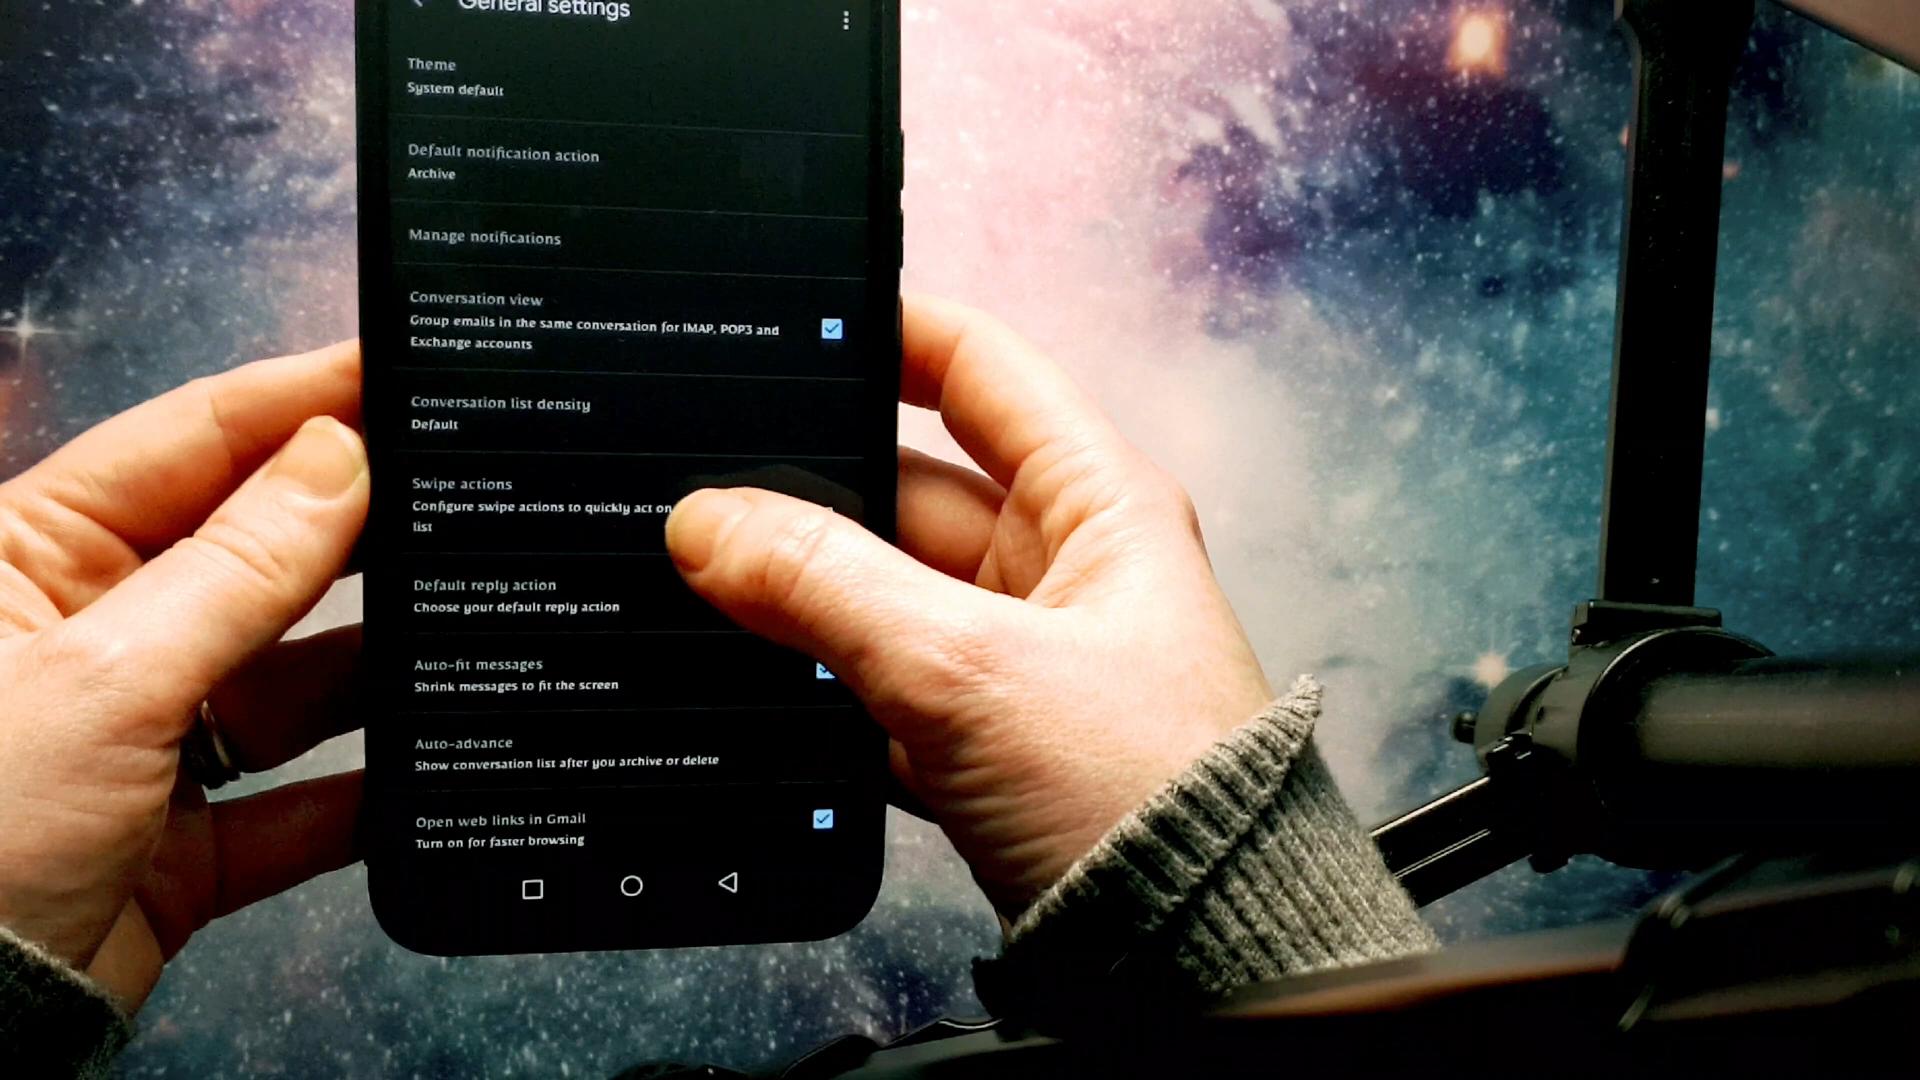 General settings
Theme
System default
Default notification action
Archive
Manage notifications
Conversation view
Group emails in the same conversation for IMAP, POP3 and
Exchange accounts
Conversation list density
Default
Swipe actions
Configure swipe actions to quickly act on
list
Default reply action
Choose your default reply action
Auto-fit messages
Shrink messages to fit the screen
Auto-advance
Show conversation list after you archive or delete
Open web links in Gmail
Turn on for faster browsing